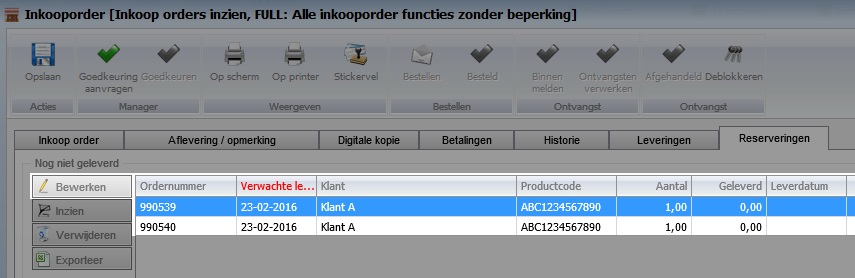 Inkooporder [Inkoop orders inzien, FULL: Alle inkooporder functies zonder beperking]
Opslaan Goedkeuring aanvragen Goedkeuren Op scherm Op printer Stickervel Bestellen Besteld Binnen melden Ontvangsten verwerken Afgehandeld Deblokkeren
Acties Manager Weergeven Bestellen Ontvangst Ontvangst
Inkoop order Aflevering / opmerking Digitale kopie Betalingen Historie Leveringen Reserveringen
Nog niet geleverd
Bewerken Ordernummer Verwachte le... Klant Productcode Aantal Geleverd Leverdatum
Inzien 990539 23-02-2016 Klant A ABC1234567890 1,00 0,00
Verwijderen 990540 23-02-2016 Klant A ABC1234567890 1,00 0,00
Exporteer